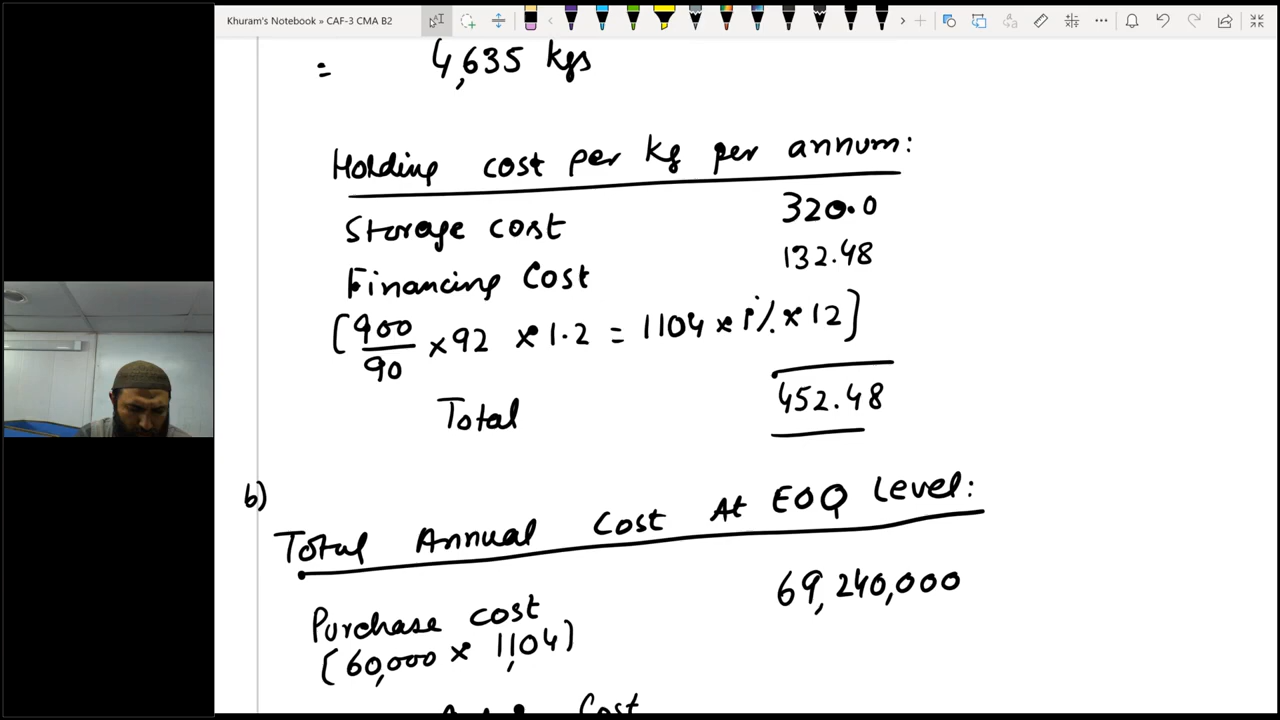 Khuram's Notebook » CAF-3 CMA B2
= 4,635 kgs
Holding cost per kg per annum:
Storage cost 320.0
Financing Cost 132.48
[900/90 × 92 × 1.2 = 1104 × 1% × 12]
Total 452.48
b)
Total Annual Cost At EOQ Level:
Purchase cost 69,240,000
(60,000 × 1,104)
Cost